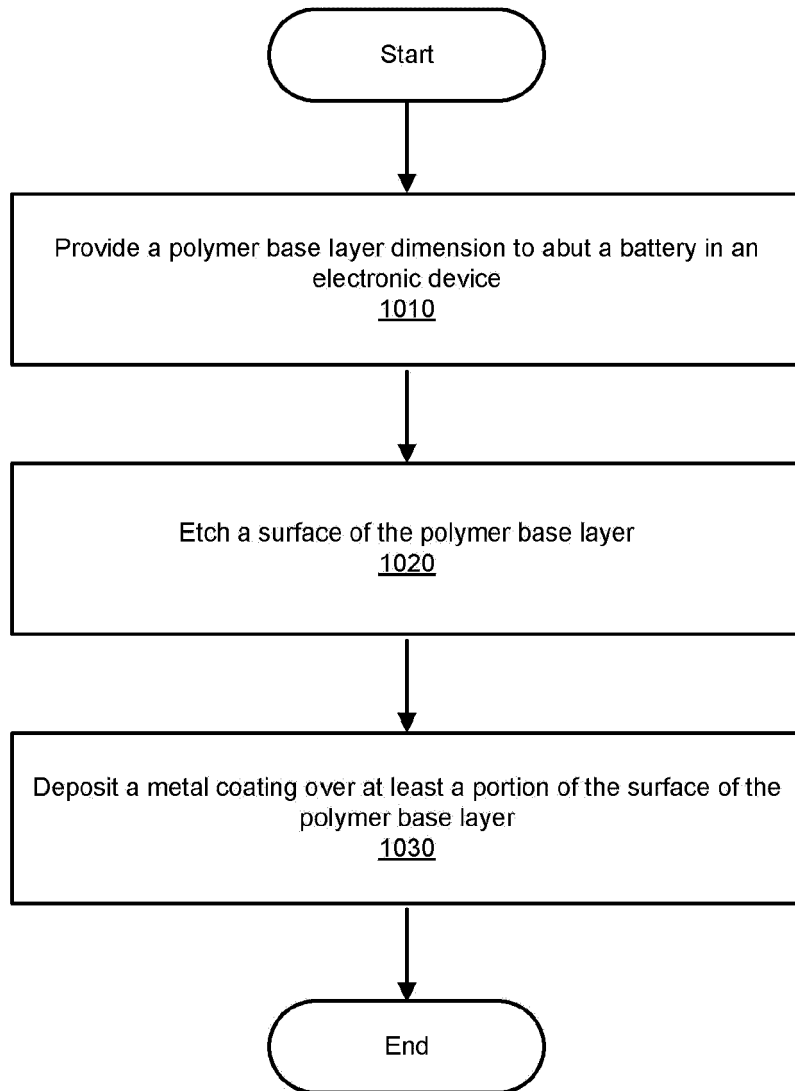 Start
Provide a polymer base layer dimension to abut a battery in an
electronic device
1010
Etch a surface of the polymer base layer
1020
Deposit a metal coating over at least a portion of the surface of the
polymer base layer
1030
End